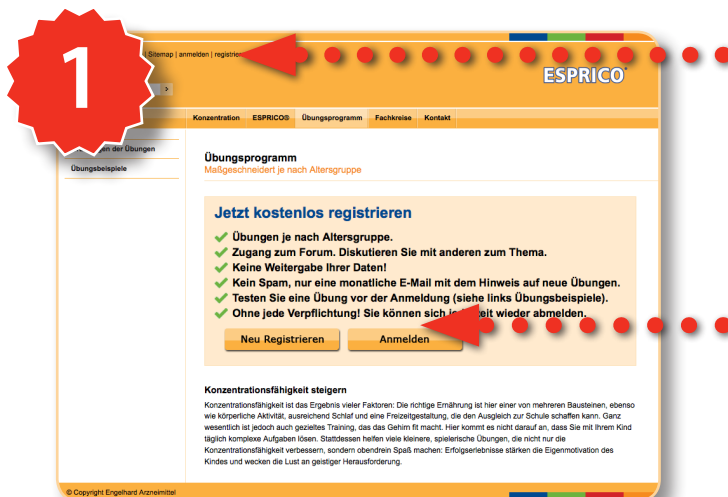 1
Sitemap | anmelden | registrie
ESPRICO®
Konzentration ESPRICO® Übungsprogramm Fachkreise Kontakt
en der Übungen
Übungsbeispiele
Übungsprogramm
Maßgeschneidert je nach Altersgruppe
Jetzt kostenlos registrieren
Übungen je nach Altersgruppe.
Zugang zum Forum. Diskutieren Sie mit anderen zum Thema.
Keine Weitergabe Ihrer Daten!
Kein Spam, nur eine monatliche E-Mail mit dem Hinweis auf neue Übungen.
Testen Sie eine Übung vor der Anmeldung (siehe links Übungsbeispiele).
Ohne jede Verpflichtung! Sie können sich jederzeit wieder abmelden.
Neu Registrieren Anmelden
Konzentrationsfähigkeit steigern
Konzentrationsfähigkeit ist das Ergebnis vieler Faktoren: Die richtige Ernährung ist hier einer von mehreren Bausteinen, ebenso
wie körperliche Aktivität, ausreichend Schlaf und eine Freizeitgestaltung, die den Ausgleich zur Schule schaffen kann. Ganz
wesentlich ist jedoch auch gezieltes Training, das das Gehirn fit macht. Hier kommt es nicht darauf an, dass Sie mit Ihrem Kind
täglich komplexe Aufgaben lösen. Stattdessen helfen viele kleinere, spielerische Übungen, die nicht nur die
Konzentrationsfähigkeit verbessern, sondern obendrein Spaß machen: Erfolgserlebnisse stärken die Eigenmotivation des
Kindes und wecken die Lust an geistiger Herausforderung.
© Copyright Engelhard Arzneimittel